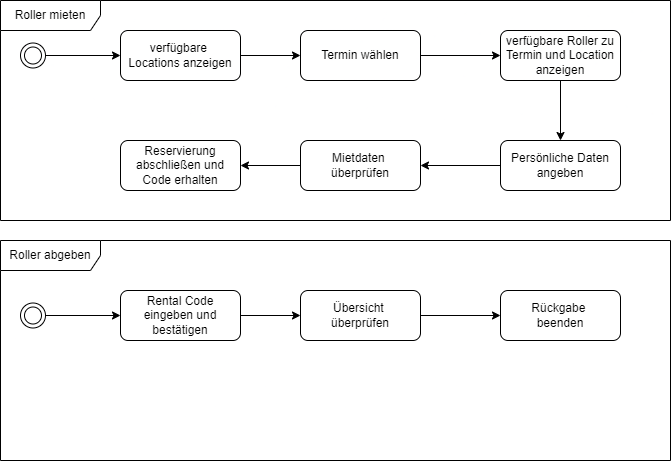 Roller mieten
verfügbare
Locations anzeigen
Termin wählen
verfügbare Roller zu
Termin und Location
anzeigen
Reservierung
abschließen und
Code erhalten
Mietdaten
überprüfen
Persönliche Daten
angeben
Roller abgeben
Rental Code
eingeben und
bestätigen
Übersicht
überprüfen
Rückgabe
beenden